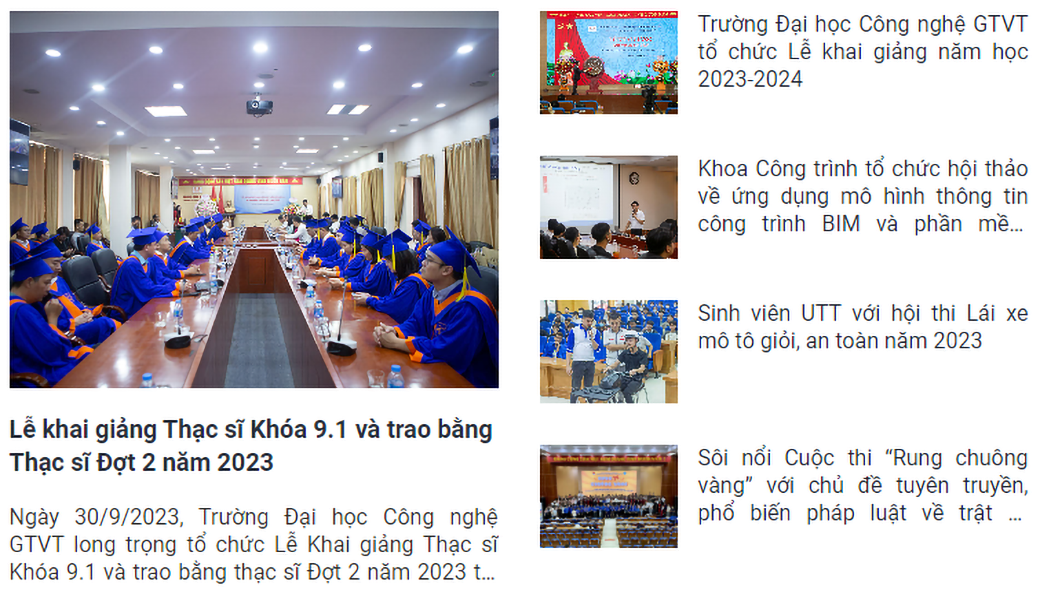 Lễ khai giảng Thạc sĩ Khóa 9.1 và trao bằng
Thạc sĩ Đợt 2 năm 2023
Ngày 30/9/2023, Trường Đại học Công nghệ
GTVT long trọng tổ chức Lễ Khai giảng Thạc sĩ
Khóa 9.1 và trao bằng thạc sĩ Đợt 2 năm 2023 t...
Trường Đại học Công nghệ GTVT
tổ chức Lễ khai giảng năm học
2023-2024
Khoa Công trình tổ chức hội thảo
về ứng dụng mô hình thông tin
công trình BIM và phần mề...
Sinh viên UTT với hội thi Lái xe
mô tô giỏi, an toàn năm 2023
Sôi nổi Cuộc thi “Rung chuông
vàng” với chủ đề tuyên truyền,
phổ biến pháp luật về trật ...